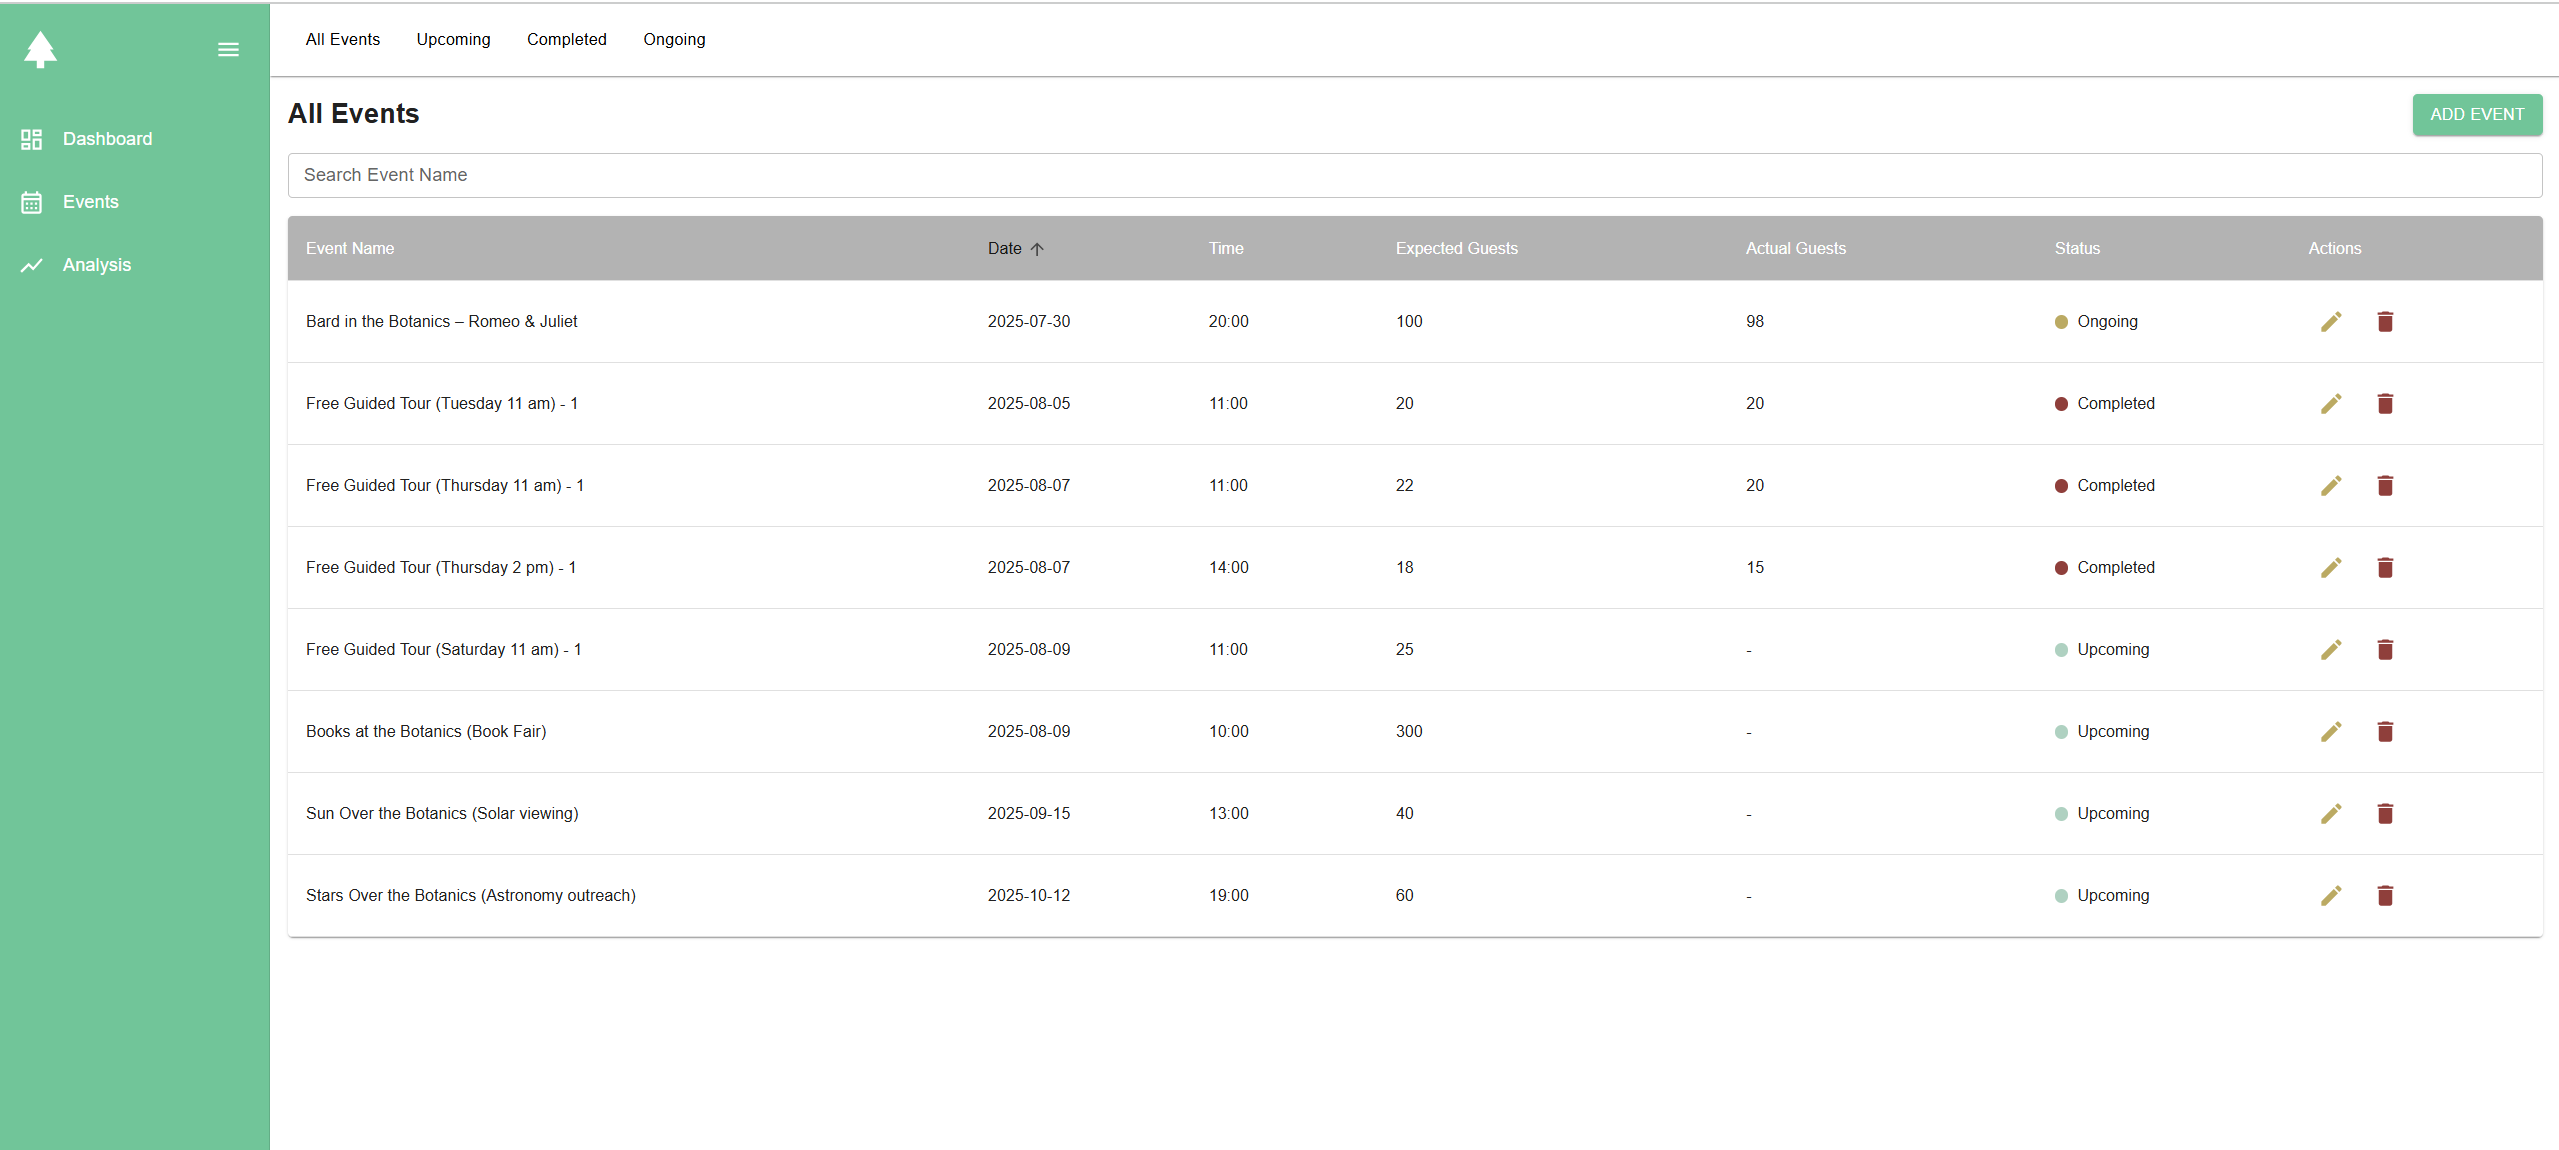 All Events Upcoming Completed Ongoing
All Events ADD EVENT
Dashboard
Events
Analysis
Search Event Name
Event Name Date Time Expected Guests Actual Guests Status Actions
Bard in the Botanics – Romeo & Juliet 2025-07-30 20:00 100 98 Ongoing
Free Guided Tour (Tuesday 11 am) - 1 2025-08-05 11:00 20 20 Completed
Free Guided Tour (Thursday 11 am) - 1 2025-08-07 11:00 22 20 Completed
Free Guided Tour (Thursday 2 pm) - 1 2025-08-07 14:00 18 15 Completed
Free Guided Tour (Saturday 11 am) - 1 2025-08-09 11:00 25 - Upcoming
Books at the Botanics (Book Fair) 2025-08-09 10:00 300 - Upcoming
Sun Over the Botanics (Solar viewing) 2025-09-15 13:00 40 - Upcoming
Stars Over the Botanics (Astronomy outreach) 2025-10-12 19:00 60 - Upcoming